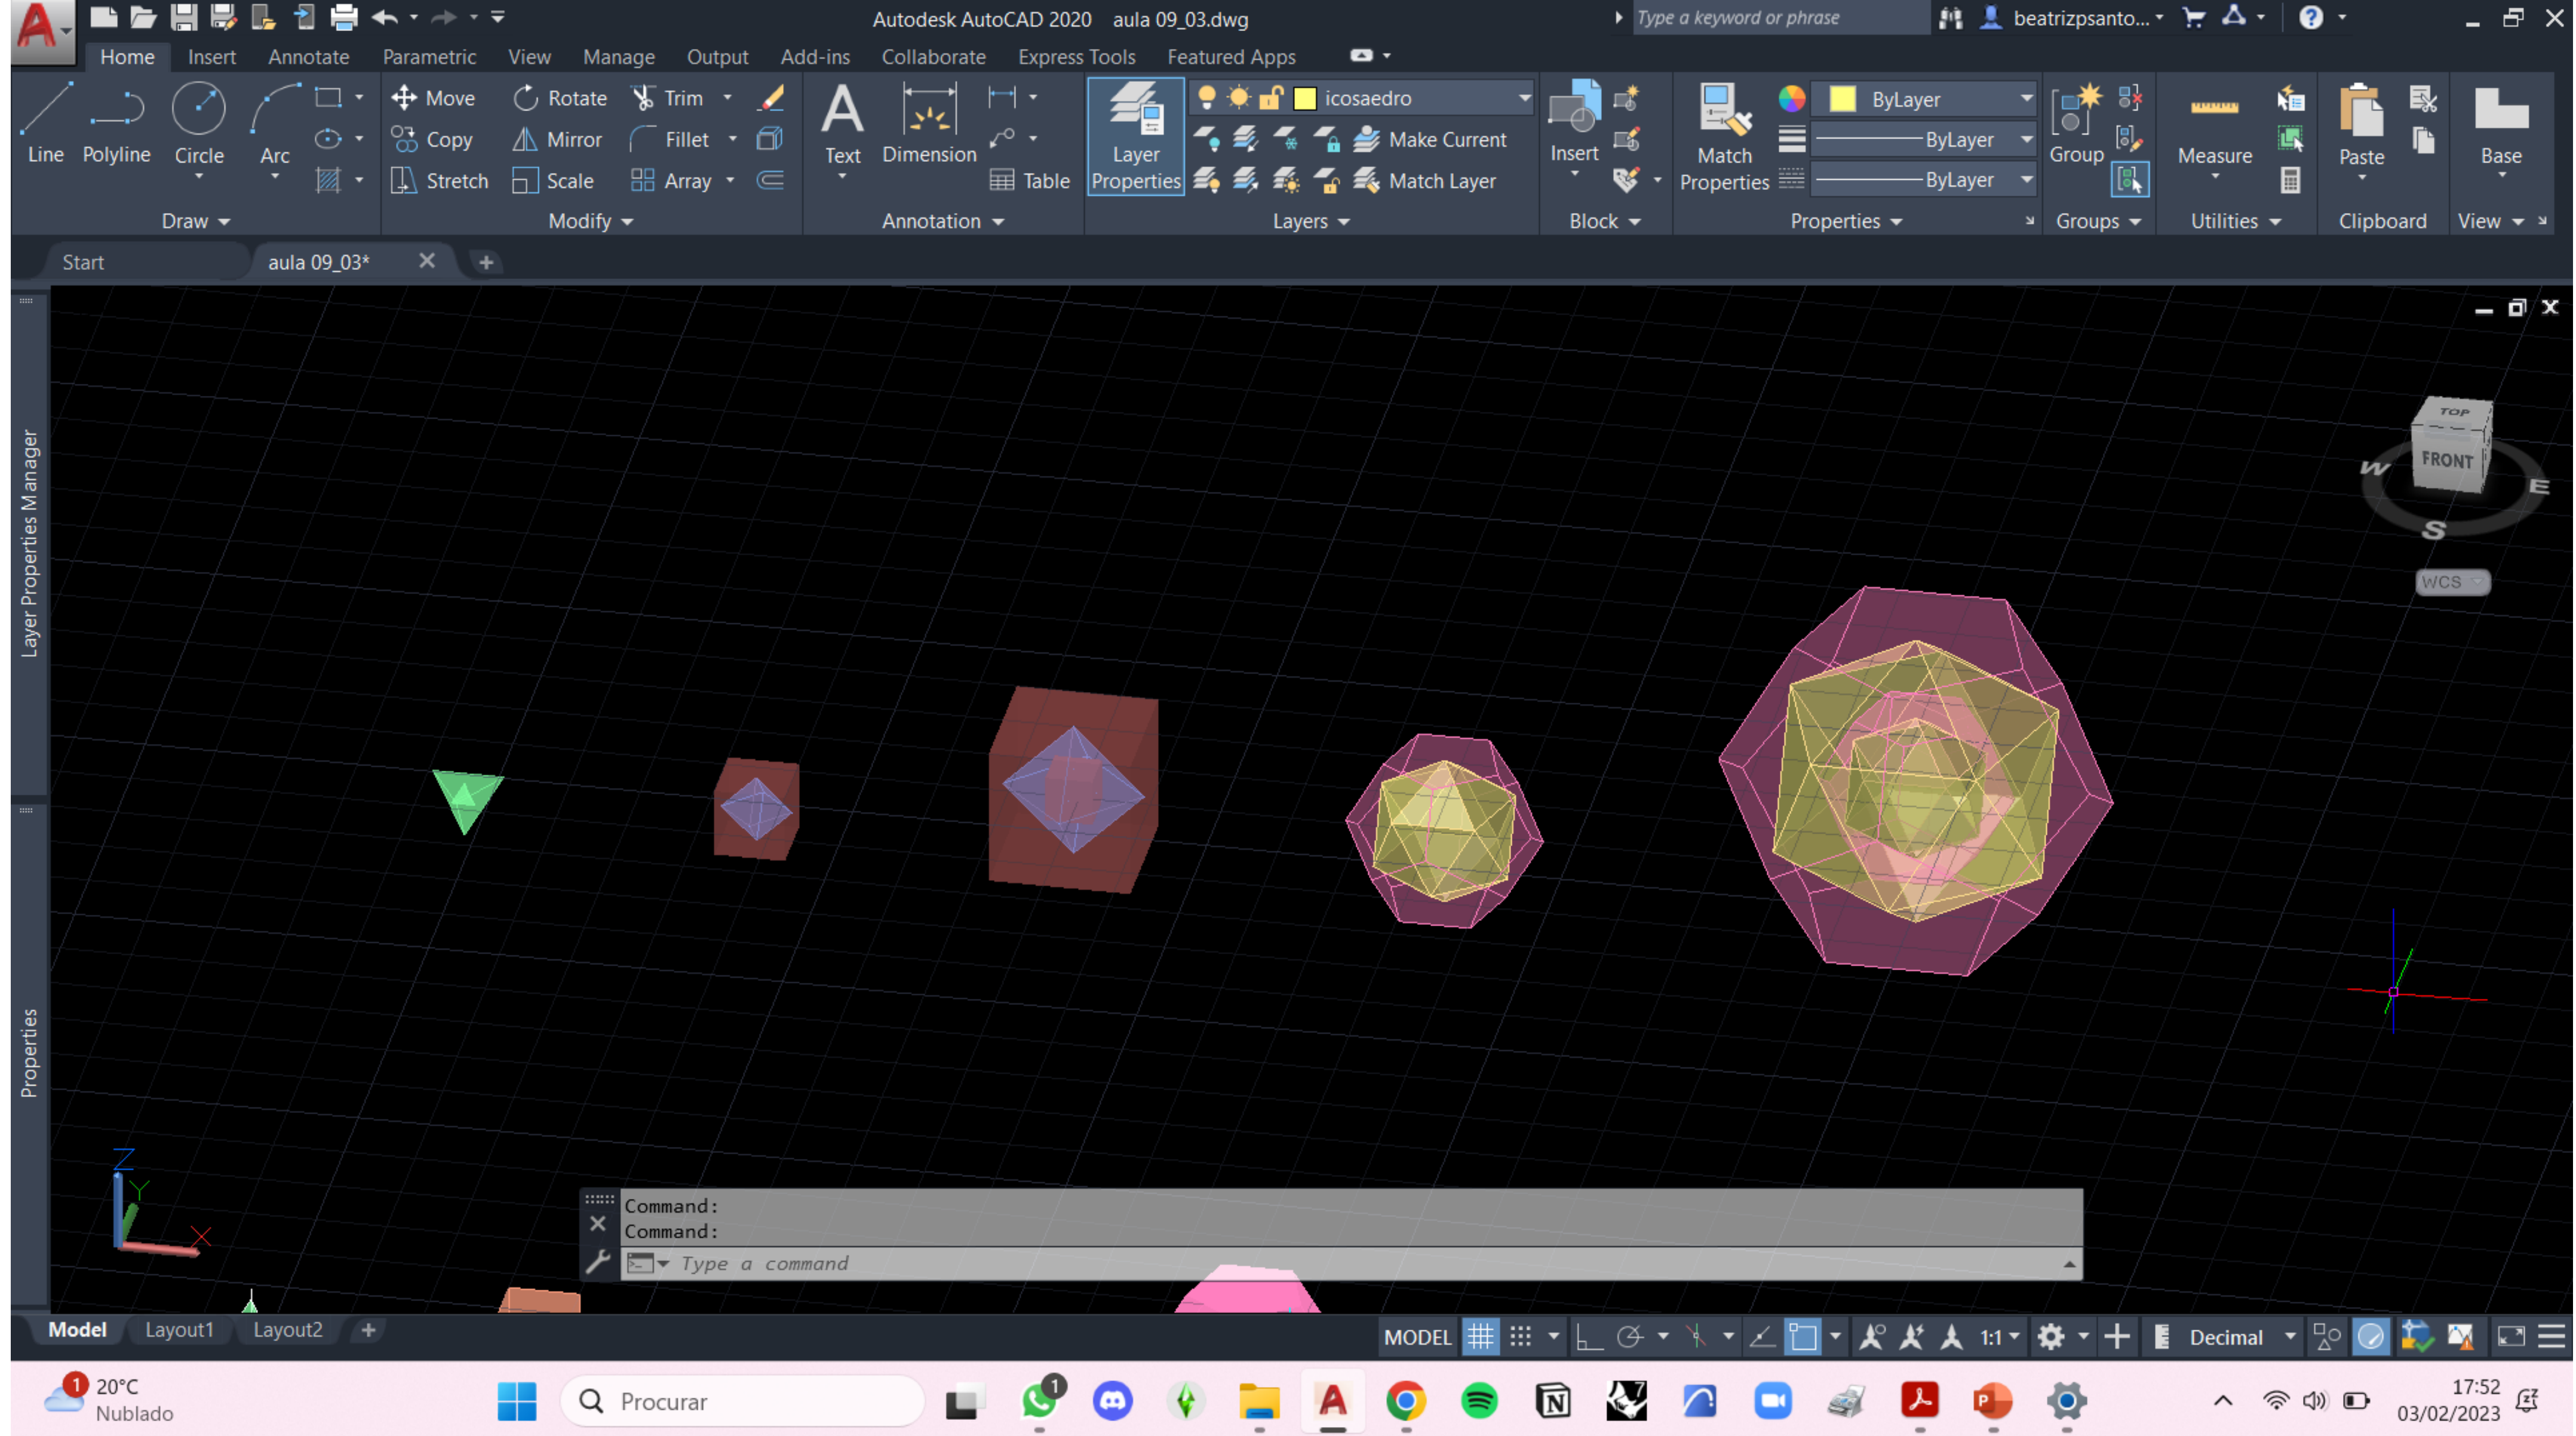 Autodesk AutoCAD 2020 aula 09_03.dwg
Type a keyword or phrase
beatrizpsanto...
Home Insert Annotate Parametric View Manage Output Add-ins Collaborate Express Tools Featured Apps
Line Polyline Circle Arc
Move Rotate Trim
Copy Mirror Fillet
Stretch Scale Array
Text Dimension
Table
Layer Properties
icosaedro
Make Current
Match Layer
Insert
Match Properties
ByLayer
ByLayer
ByLayer
Group
Measure
Paste
Base
Draw Modify Annotation Layers Block Properties Groups Utilities Clipboard View
Start aula 09_03*
Layer Properties Manager
Properties
TOP
FRONT
W
E
S
WCS
Z
Y
X
Command:
Command:
Type a command
Model Layout1 Layout2
MODEL 1:1 Decimal
1
20°C
Nublado
Procurar
1
17:52
03/02/2023